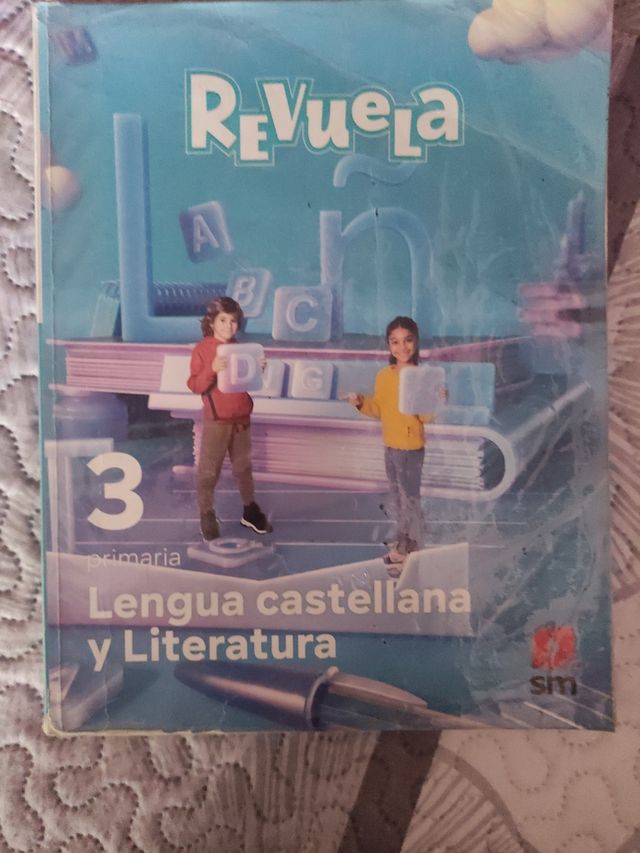 ReVueLa
L ñ
A
B
C
D G
3
primaria
Lengua castellana
y Literatura
sm